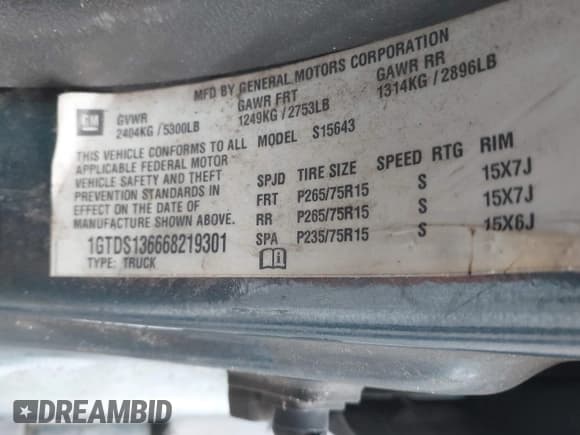 MFD BY GENERAL MOTORS CORPORATION
GM
GVWR GAWR FRT GAWR RR
2404KG/5300LB 1249KG/2753LB 1314KG/2896LB
THIS VEHICLE CONFORMS TO ALL MODEL S15643
APPLICABLE FEDERAL MOTOR
VEHICLE SAFETY AND THEFT
PREVENTION STANDARDS IN
EFFECT ON THE DATE OF
MANUFACTURE SHOWN ABOVE.
SPJD TIRE SIZE SPEED RTG RIM
FRT P265/75R15 S 15X7J
RR P265/75R15 S 15X7J
SPA P235/75R15 S 15X6J
1GTDS136668219301
TYPE: TRUCK
i
DREAMBID